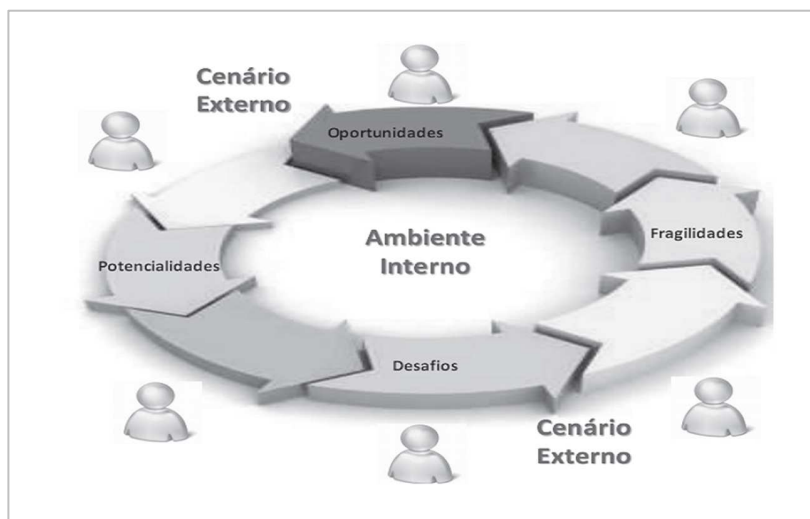 Cenário
Externo
Oportunidades
Fragilidades
Ambiente
Interno
Potencialidades
Desafios
Cenário
Externo